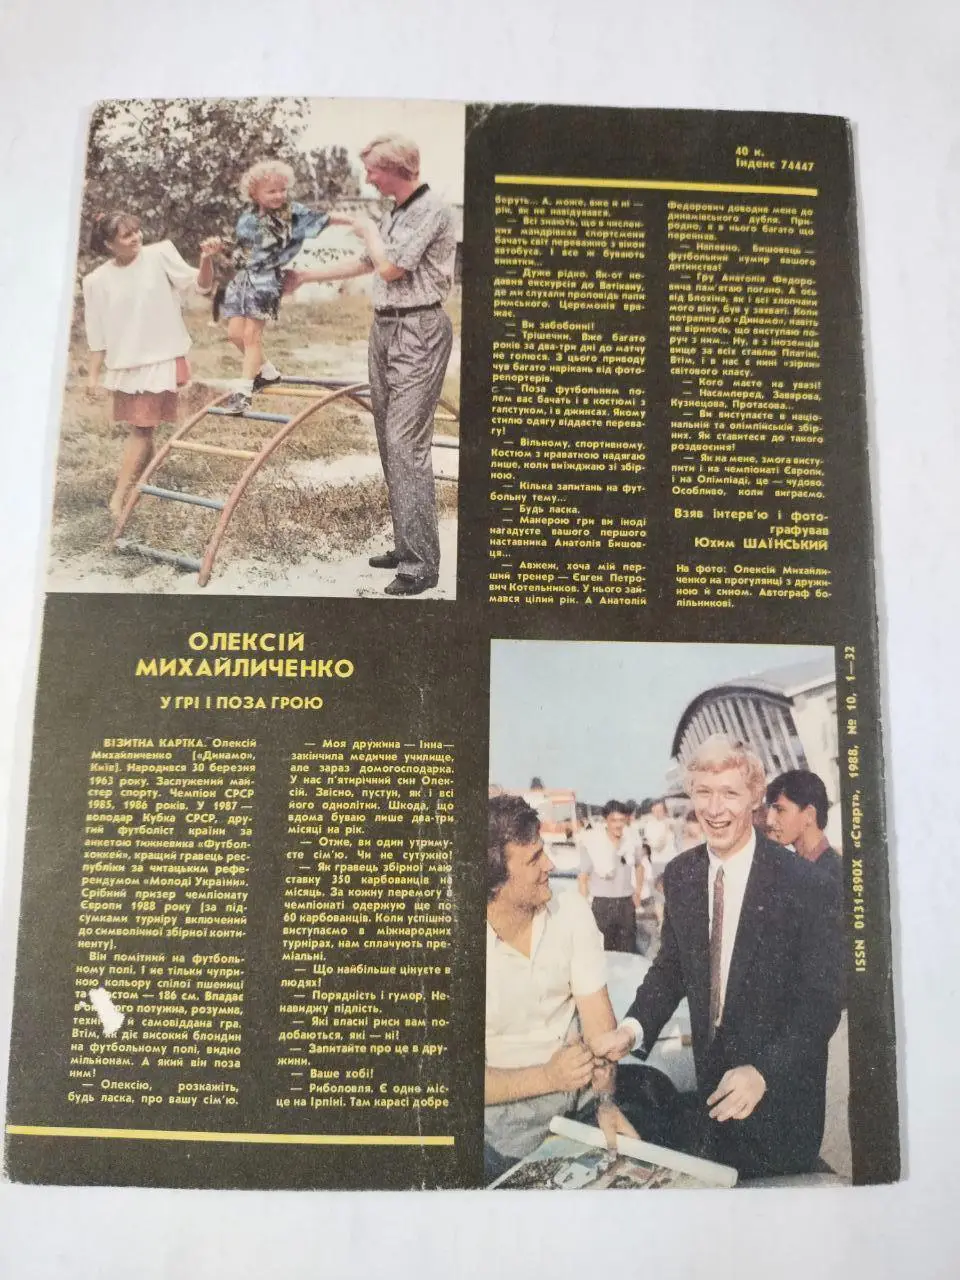 40 к.
Індекс 74447
ОЛЕКСІЙ
МИХАЙЛИЧЕНКО
У ГРІ І ПОЗА ГРОЮ
ВІЗИТНА КАРТКА. Олексій
Михайличенко («Динамо»,
Київ). Народився 30 березня
1963 року. Заслужений май-
стер спорту. Чемпіон СРСР
1985, 1986 років. У 1987 —
володар Кубка СРСР, дру-
гий футболіст країни за
анкетою тижневика «Футбол-
хоккей», кращий гравець рес-
публіки за читацьким рефе-
рендумом «Молоді України».
Срібний призер чемпіонату
Європи 1988 року (за під-
сумками турніру включений
до символічної збірної конти-
ненту).
Він помітний на футболь-
ному полі. І не тільки чупри-
ною кольору спілої пшениці
та                — 186 см. Впадає
в           потужна, розумна,
техні      й самовіддана гра.
Втім, як діє високий блондин
на футбольному полі, видно
мільйонам. А який він поза
ним!
— Олексію, розкажіть,
будь ласка, про вашу сім'ю.
— Моя дружина — Інна —
закінчила медичне училище,
але зараз домогосподарка.
У нас п'ятирічний син Олек-
сій. Звісно, пустун, як і всі
його однолітки. Шкода, що
вдома буваю лише два-три
місяці на рік.
— Отже, ви один утриму-
єте сім'ю. Чи не сутужно!
— Як гравець збірної маю
ставку 350 карбованців на
місяць. За кожну перемогу в
чемпіонаті одержую ще по
60 карбованців. Коли успішно
виступаємо в міжнародних
турнірах, нам сплачують пре-
міальні.
— Що найбільше цінуєте в
людях!
— Порядність і гумор. Не-
навиджу підлість.
— Які власні риси вам по-
добаються, які — ні!
— Запитайте про це в дру-
жини.
— Ваше хобі!
— Риболовля. Є одне міс-
це на Ірпіні. Там карасі добре
беруть... А, може, вже й ні —
рік, як не навідувався.
— Всі знають, що в числен-
них мандрівках спортсмени
бачать світ переважно з вікон
автобуса. І все ж бувають
винятки...
— Дуже рідко. Як-от не-
давня екскурсія до Ватікану,
де ми слухали проповідь папи
римського. Церемонія вра-
жає.
— Ви забобонні!
— Трішечки. Вже багато
років за два-три дні до матчу
не голюся. З цього приводу
чув багато нарікань від фото-
репортерів.
— Поза футбольним по-
лем вас бачать і в костюмі з
галстуком, і в джинсах. Якому
стилю одягу віддаєте перева-
гу!
— Вільному, спортивному.
Костюм з краваткою надягаю
лише, коли виїжджаю зі збір-
ною.
— Кілька запитань на фут-
больну тему...
— Будь ласка.
— Манерою гри ви іноді
нагадуєте вашого першого
наставника Анатолія Бишов-
ця...
— Авжеж, хоча мій пер-
ший тренер — Євген Петро-
вич Котельников. У нього зай-
мався цілий рік. А Анатолій
Федорович доводив мене до
динамівського дубля. При-
родно, я в нього багато що
перейняв.
— Напевно, Бишовець —
футбольний кумир вашого
дитинства!
— Гру Анатолія Федоро-
вича пам'ятаю погано. А ось
від Блохіна, як і всі хлопчаки
мого віку, був у захваті. Коли
потрапив до «Динамо», навіть
не вірилось, що виступаю по-
руч з ним... Ну, а з іноземців
вище за всіх ставлю Платіні.
Втім, і в нас є нині «зірки»
світового класу.
— Кого маєте на увазі!
— Насамперед, Заварова,
Кузнецова, Протасова...
— Ви виступаєте в націо-
нальній та олімпійській збір-
них. Як ставитеся до такого
роздвоєння!
— Як на мене, змога висту-
пити і на чемпіонаті Європи,
і на Олімпіаді, це — чудово.
Особливо, коли виграємо.
Взяв інтерв'ю і фото-
графував
Юхим ШАЇНСЬКИЙ
На фото: Олексій Михайли-
ченко на прогулянці з дружи-
ною й сином. Автограф бо-
лільникові.
ISSN 0131-890X «Старт», 1988, № 10, 1—32